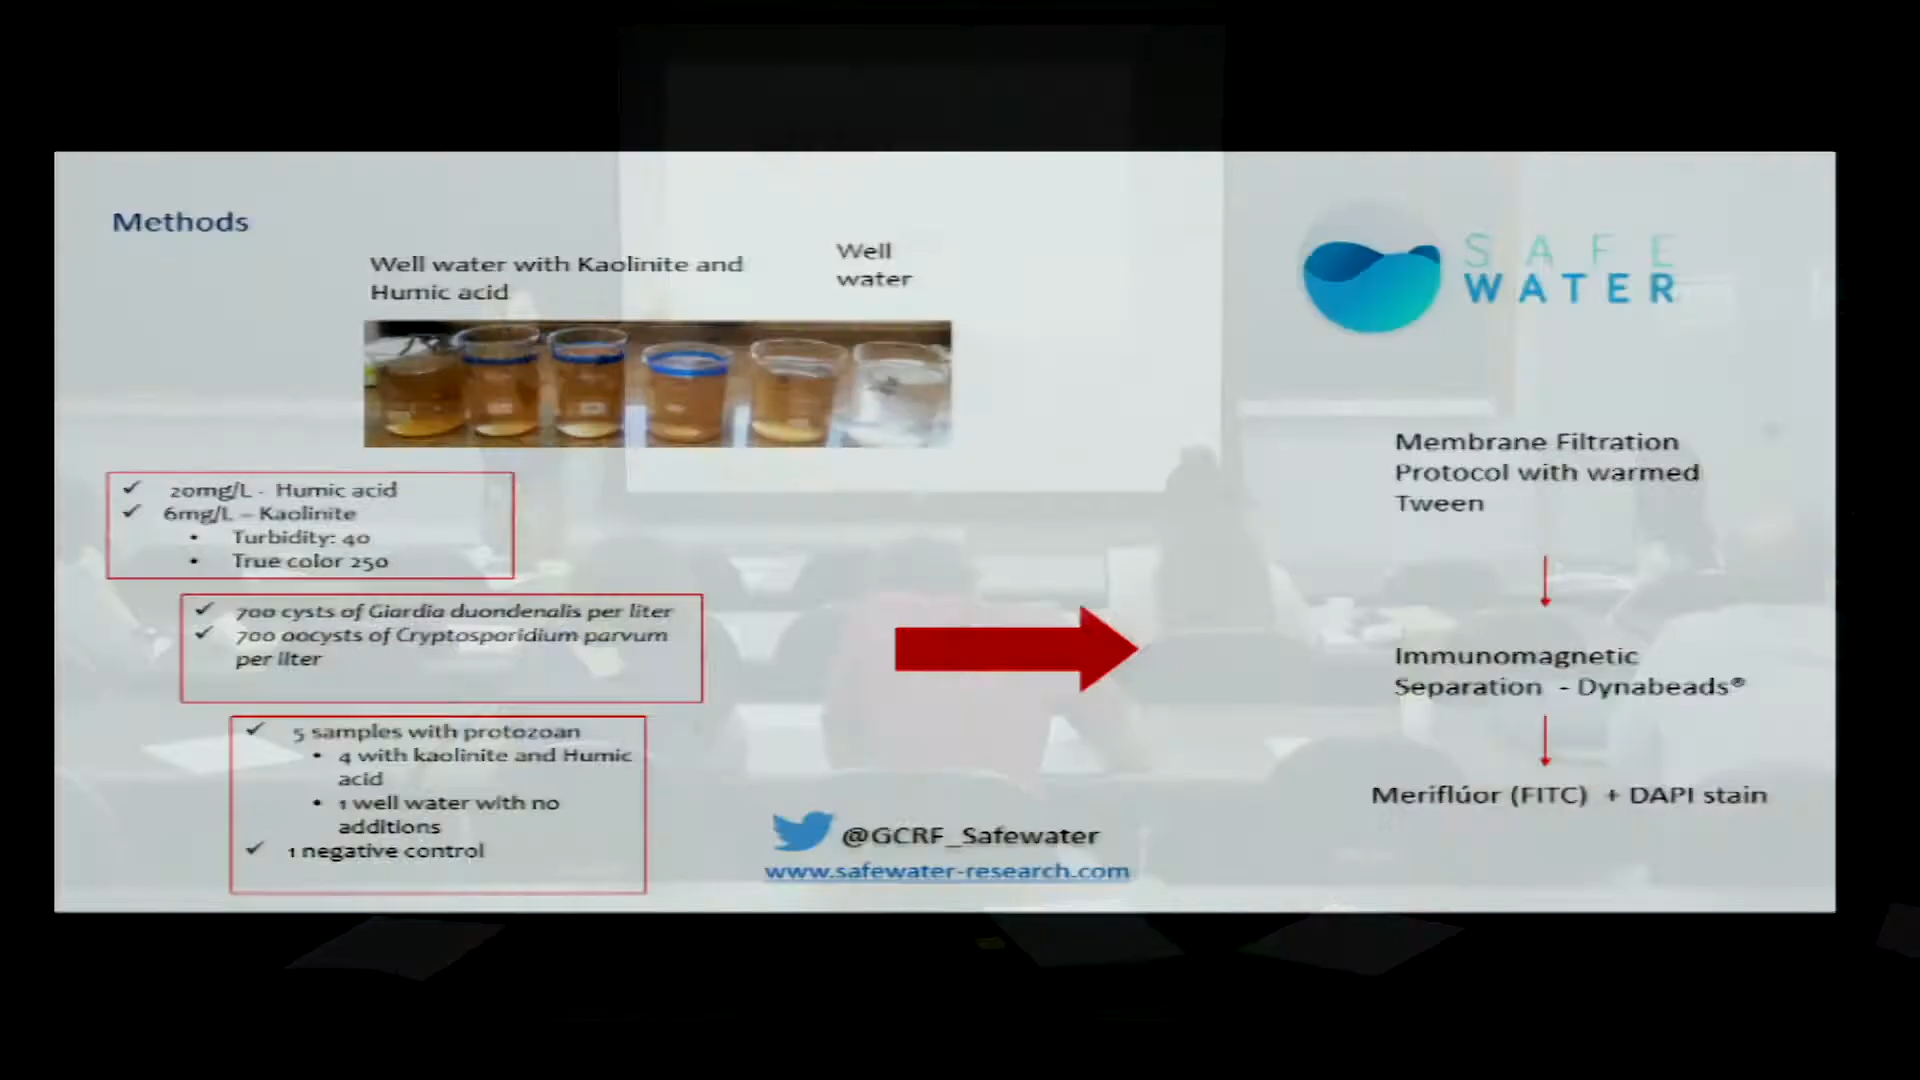 Methods
Well water with Kaolinite and
Humic acid
Well
water
SAFE
WATER
✓ 20mg/L - Humic acid
✓ 6mg/L – Kaolinite
• Turbidity: 40
• True color 250
✓ 700 cysts of Giardia duondenalis per liter
✓ 700 oocysts of Cryptosporidium parvum
per liter
✓ 5 samples with protozoan
• 4 with kaolinite and Humic
acid
• 1 well water with no
additions
✓ 1 negative control
Membrane Filtration
Protocol with warmed
Tween
Immunomagnetic
Separation - Dynabeads®
Meriflúor (FITC) + DAPI stain
@GCRF_Safewater
www.safewater-research.com